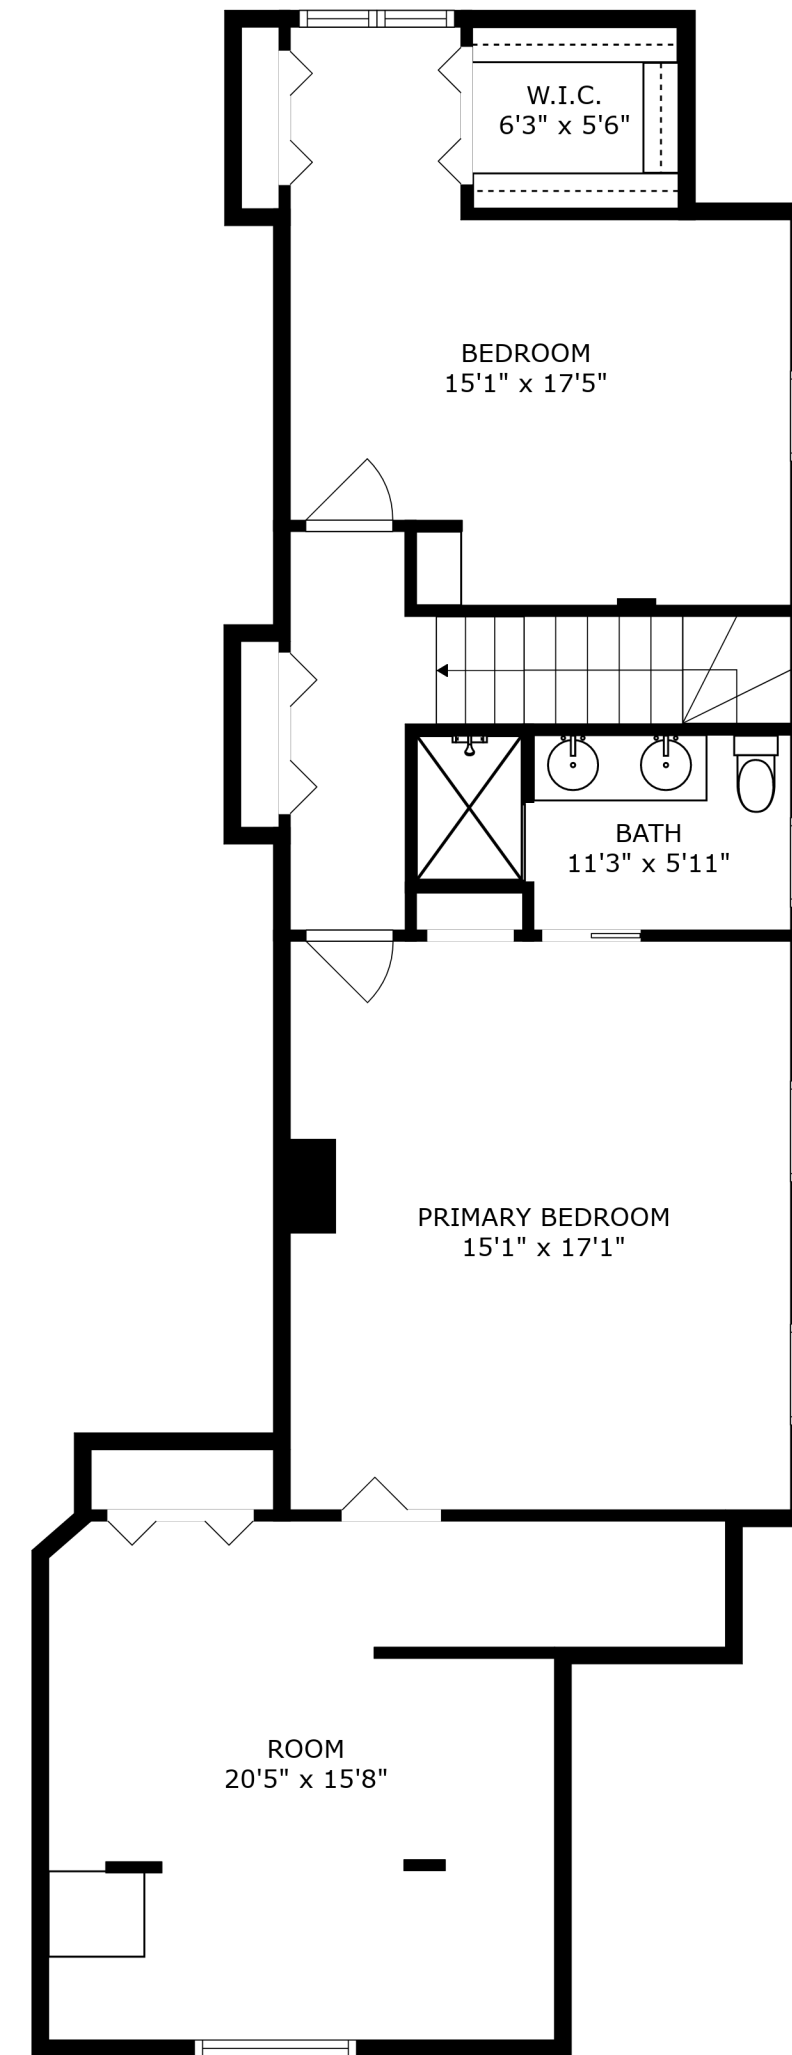 W.I.C.
6'3" x 5'6"
BEDROOM
15'1" x 17'5"
BATH
11'3" x 5'11"
PRIMARY BEDROOM
15'1" x 17'1"
ROOM
20'5" x 15'8"